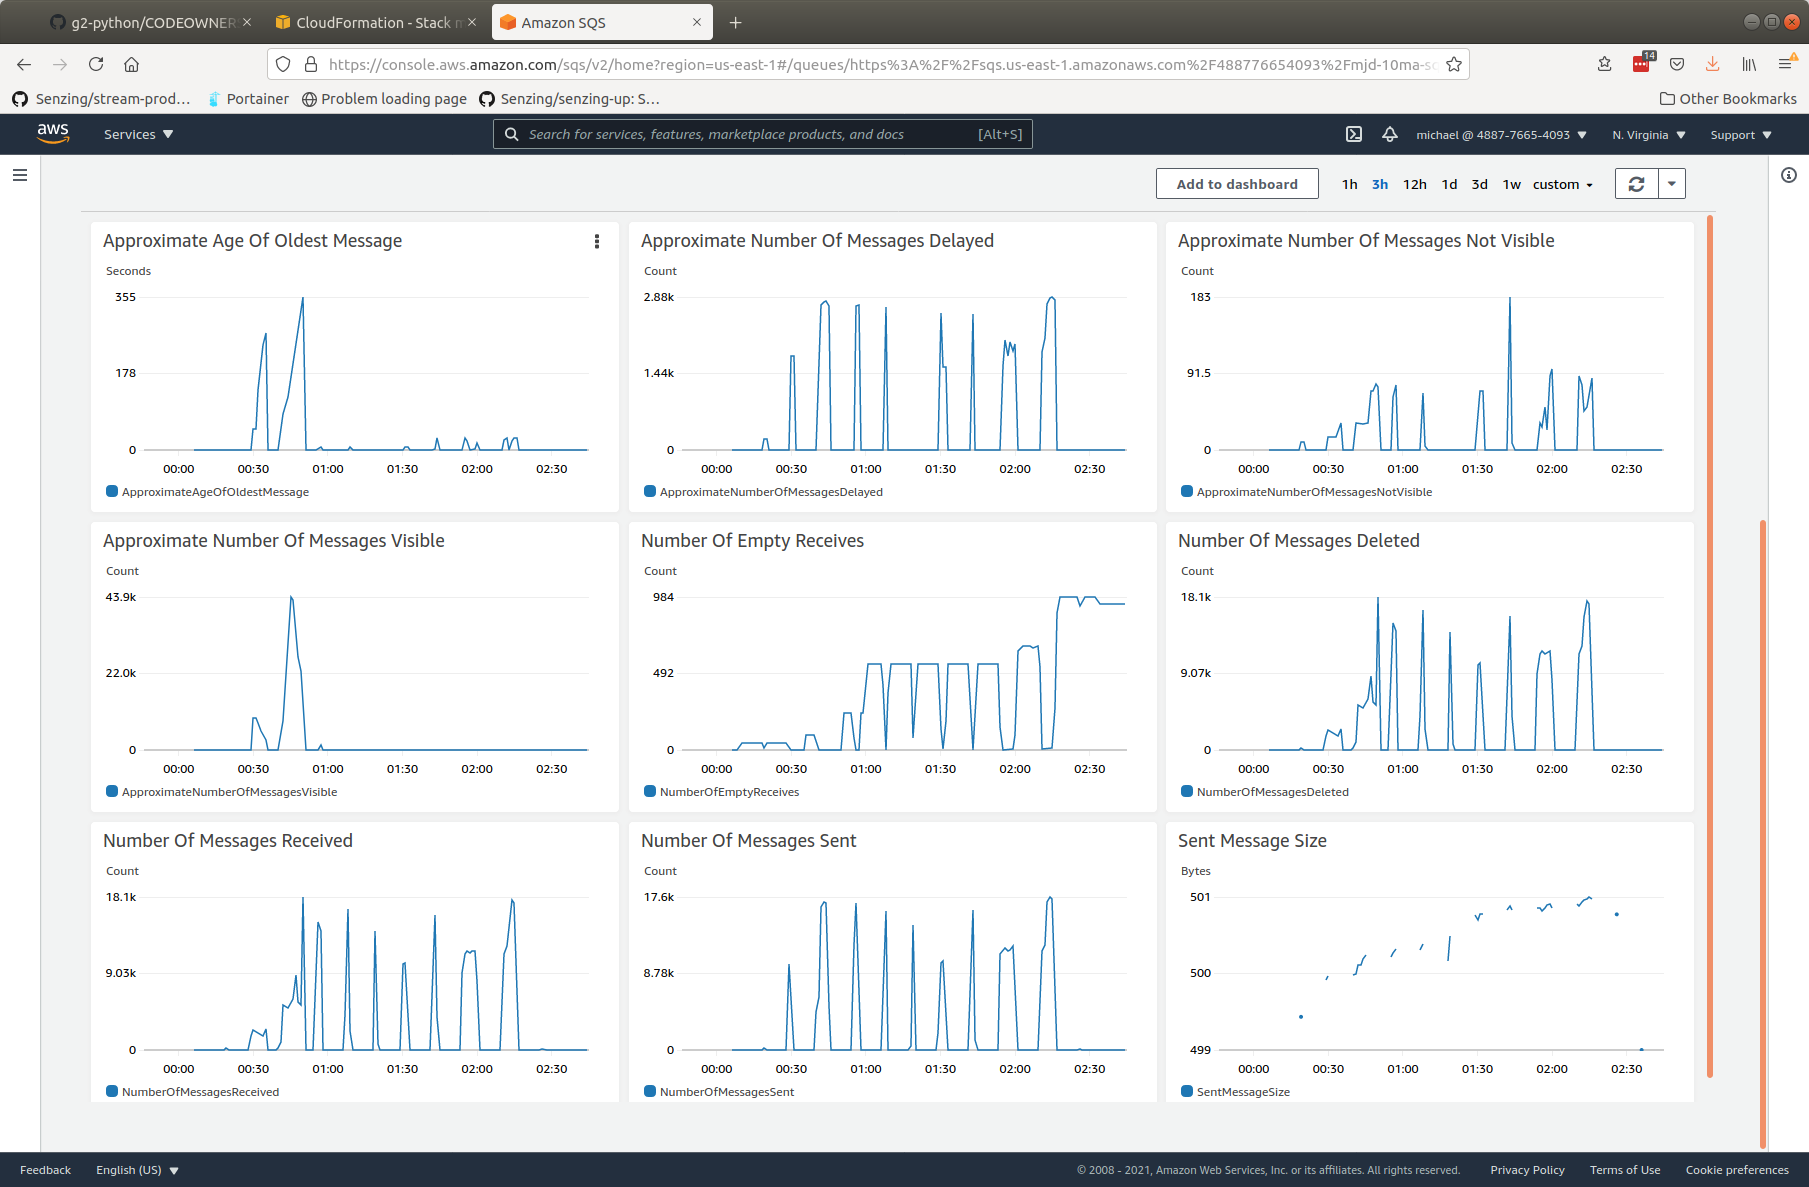 g2-python/CODEOWNER
CloudFormation - Stack m
Amazon SQS
https://console.aws.amazon.com/sqs/v2/home?region=us-east-1#/queues/https%3A%2F%2Fsqs.us-east-1.amazonaws.com%2F488776654093%2Fmjd-10ma-sc
14
Senzing/stream-prod…
Portainer
Problem loading page
Senzing/senzing-up: S…
Other Bookmarks
aws
Services
Search for services, features, marketplace products, and docs
[Alt+S]
michael @ 4887-7665-4093
N. Virginia
Support
Add to dashboard
1h 3h 12h 1d 3d 1w custom
Approximate Age Of Oldest Message
Seconds
355
178
0
00:00 00:30 01:00 01:30 02:00 02:30
ApproximateAgeOfOldestMessage
Approximate Number Of Messages Delayed
Count
2.88k
1.44k
0
00:00 00:30 01:00 01:30 02:00 02:30
ApproximateNumberOfMessagesDelayed
Approximate Number Of Messages Not Visible
Count
183
91.5
0
00:00 00:30 01:00 01:30 02:00 02:30
ApproximateNumberOfMessagesNotVisible
Approximate Number Of Messages Visible
Count
43.9k
22.0k
0
00:00 00:30 01:00 01:30 02:00 02:30
ApproximateNumberOfMessagesVisible
Number Of Empty Receives
Count
984
492
0
00:00 00:30 01:00 01:30 02:00 02:30
NumberOfEmptyReceives
Number Of Messages Deleted
Count
18.1k
9.07k
0
00:00 00:30 01:00 01:30 02:00 02:30
NumberOfMessagesDeleted
Number Of Messages Received
Count
18.1k
9.03k
0
00:00 00:30 01:00 01:30 02:00 02:30
NumberOfMessagesReceived
Number Of Messages Sent
Count
17.6k
8.78k
0
00:00 00:30 01:00 01:30 02:00 02:30
NumberOfMessagesSent
Sent Message Size
Bytes
501
500
499
00:00 00:30 01:00 01:30 02:00 02:30
SentMessageSize
Feedback
English (US)
© 2008 - 2021, Amazon Web Services, Inc. or its affiliates. All rights reserved.
Privacy Policy
Terms of Use
Cookie preferences